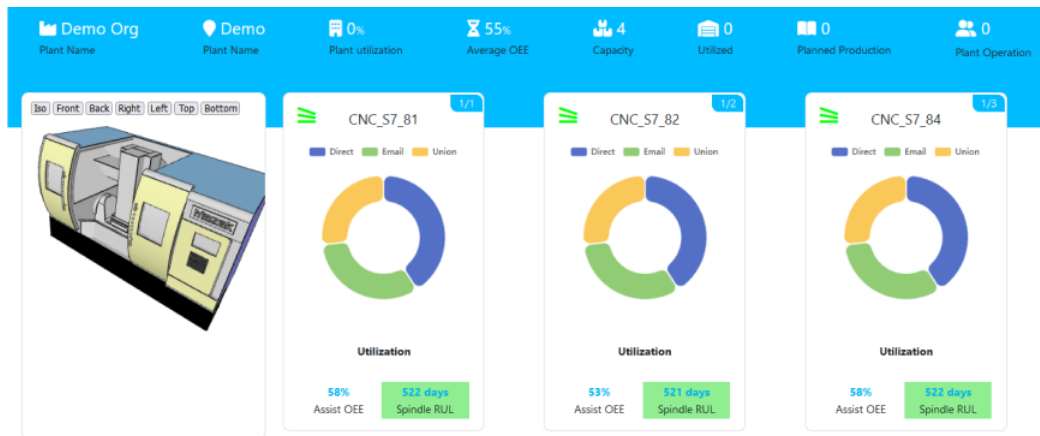 Demo Org
Plant Name
Demo
Plant Name
0%
Plant utilization
55%
Average OEE
4
Capacity
0
Utilized
0
Planned Production
0
Plant Operation
Iso Front Back Right Left Top Bottom
Mazak
1/1
CNC_S7_81
Direct Email Union
Utilization
58%
Assist OEE
522 days
Spindle RUL
1/2
CNC_S7_82
Direct Email Union
Utilization
53%
Assist OEE
521 days
Spindle RUL
1/3
CNC_S7_84
Direct Email Union
Utilization
58%
Assist OEE
522 days
Spindle RUL